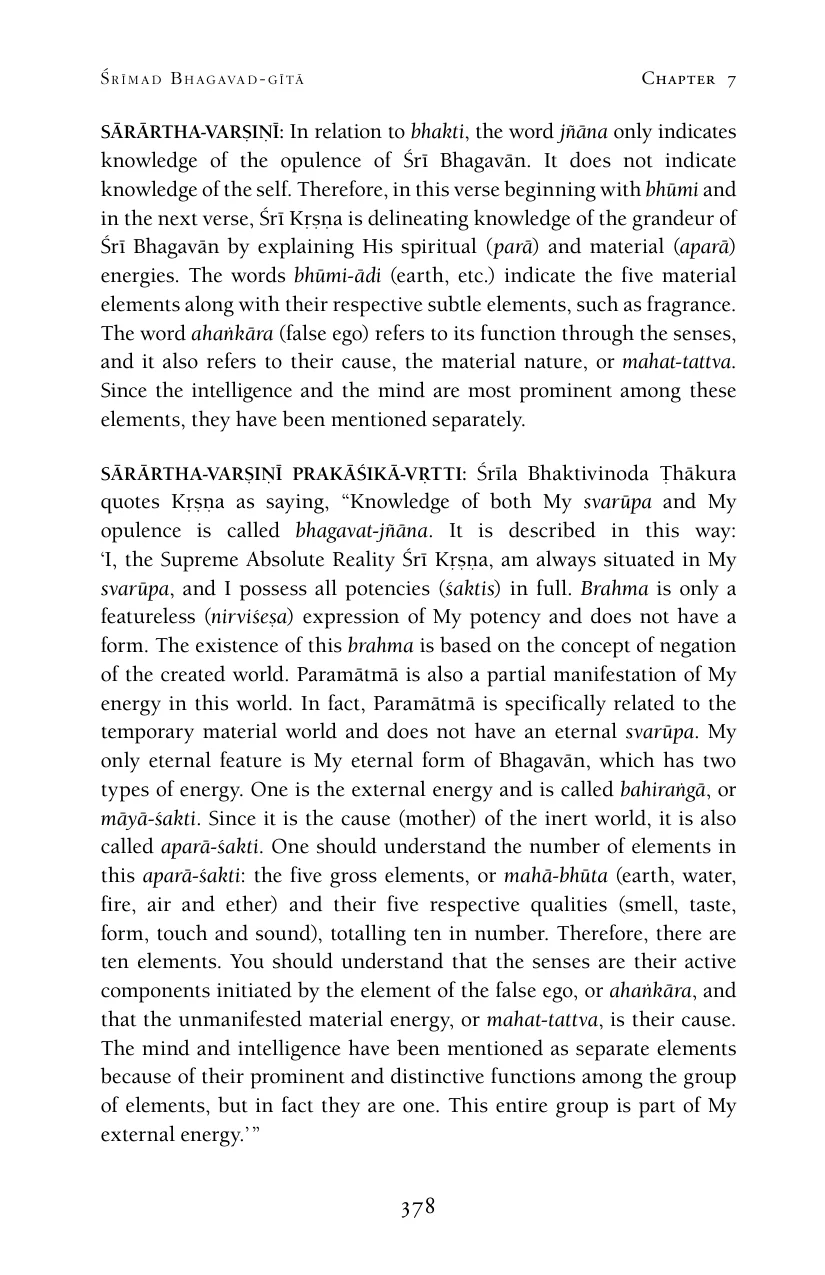 Śrīmad Bhagavad-gītā Chapter 7
SĀRĀRTHA-VARṢIṆĪ: In relation to bhakti, the word jñāna only indicates
knowledge of the opulence of Śrī Bhagavān. It does not indicate
knowledge of the self. Therefore, in this verse beginning with bhūmi and
in the next verse, Śrī Kṛṣṇa is delineating knowledge of the grandeur of
Śrī Bhagavān by explaining His spiritual (parā) and material (aparā)
energies. The words bhūmi-ādi (earth, etc.) indicate the five material
elements along with their respective subtle elements, such as fragrance.
The word ahaṅkāra (false ego) refers to its function through the senses,
and it also refers to their cause, the material nature, or mahat-tattva.
Since the intelligence and the mind are most prominent among these
elements, they have been mentioned separately.
SĀRĀRTHA-VARṢIṆĪ PRAKĀŚIKĀ-VṚTTI: Śrīla Bhaktivinoda Ṭhākura
quotes Kṛṣṇa as saying, “Knowledge of both My svarūpa and My
opulence is called bhagavat-jñāna. It is described in this way:
‘I, the Supreme Absolute Reality Śrī Kṛṣṇa, am always situated in My
svarūpa, and I possess all potencies (śaktis) in full. Brahma is only a
featureless (nirviśeṣa) expression of My potency and does not have a
form. The existence of this brahma is based on the concept of negation
of the created world. Paramātmā is also a partial manifestation of My
energy in this world. In fact, Paramātmā is specifically related to the
temporary material world and does not have an eternal svarūpa. My
only eternal feature is My eternal form of Bhagavān, which has two
types of energy. One is the external energy and is called bahiraṅgā, or
māyā-śakti. Since it is the cause (mother) of the inert world, it is also
called aparā-śakti. One should understand the number of elements in
this aparā-śakti: the five gross elements, or mahā-bhūta (earth, water,
fire, air and ether) and their five respective qualities (smell, taste,
form, touch and sound), totalling ten in number. Therefore, there are
ten elements. You should understand that the senses are their active
components initiated by the element of the false ego, or ahaṅkāra, and
that the unmanifested material energy, or mahat-tattva, is their cause.
The mind and intelligence have been mentioned as separate elements
because of their prominent and distinctive functions among the group
of elements, but in fact they are one. This entire group is part of My
external energy.’”
378